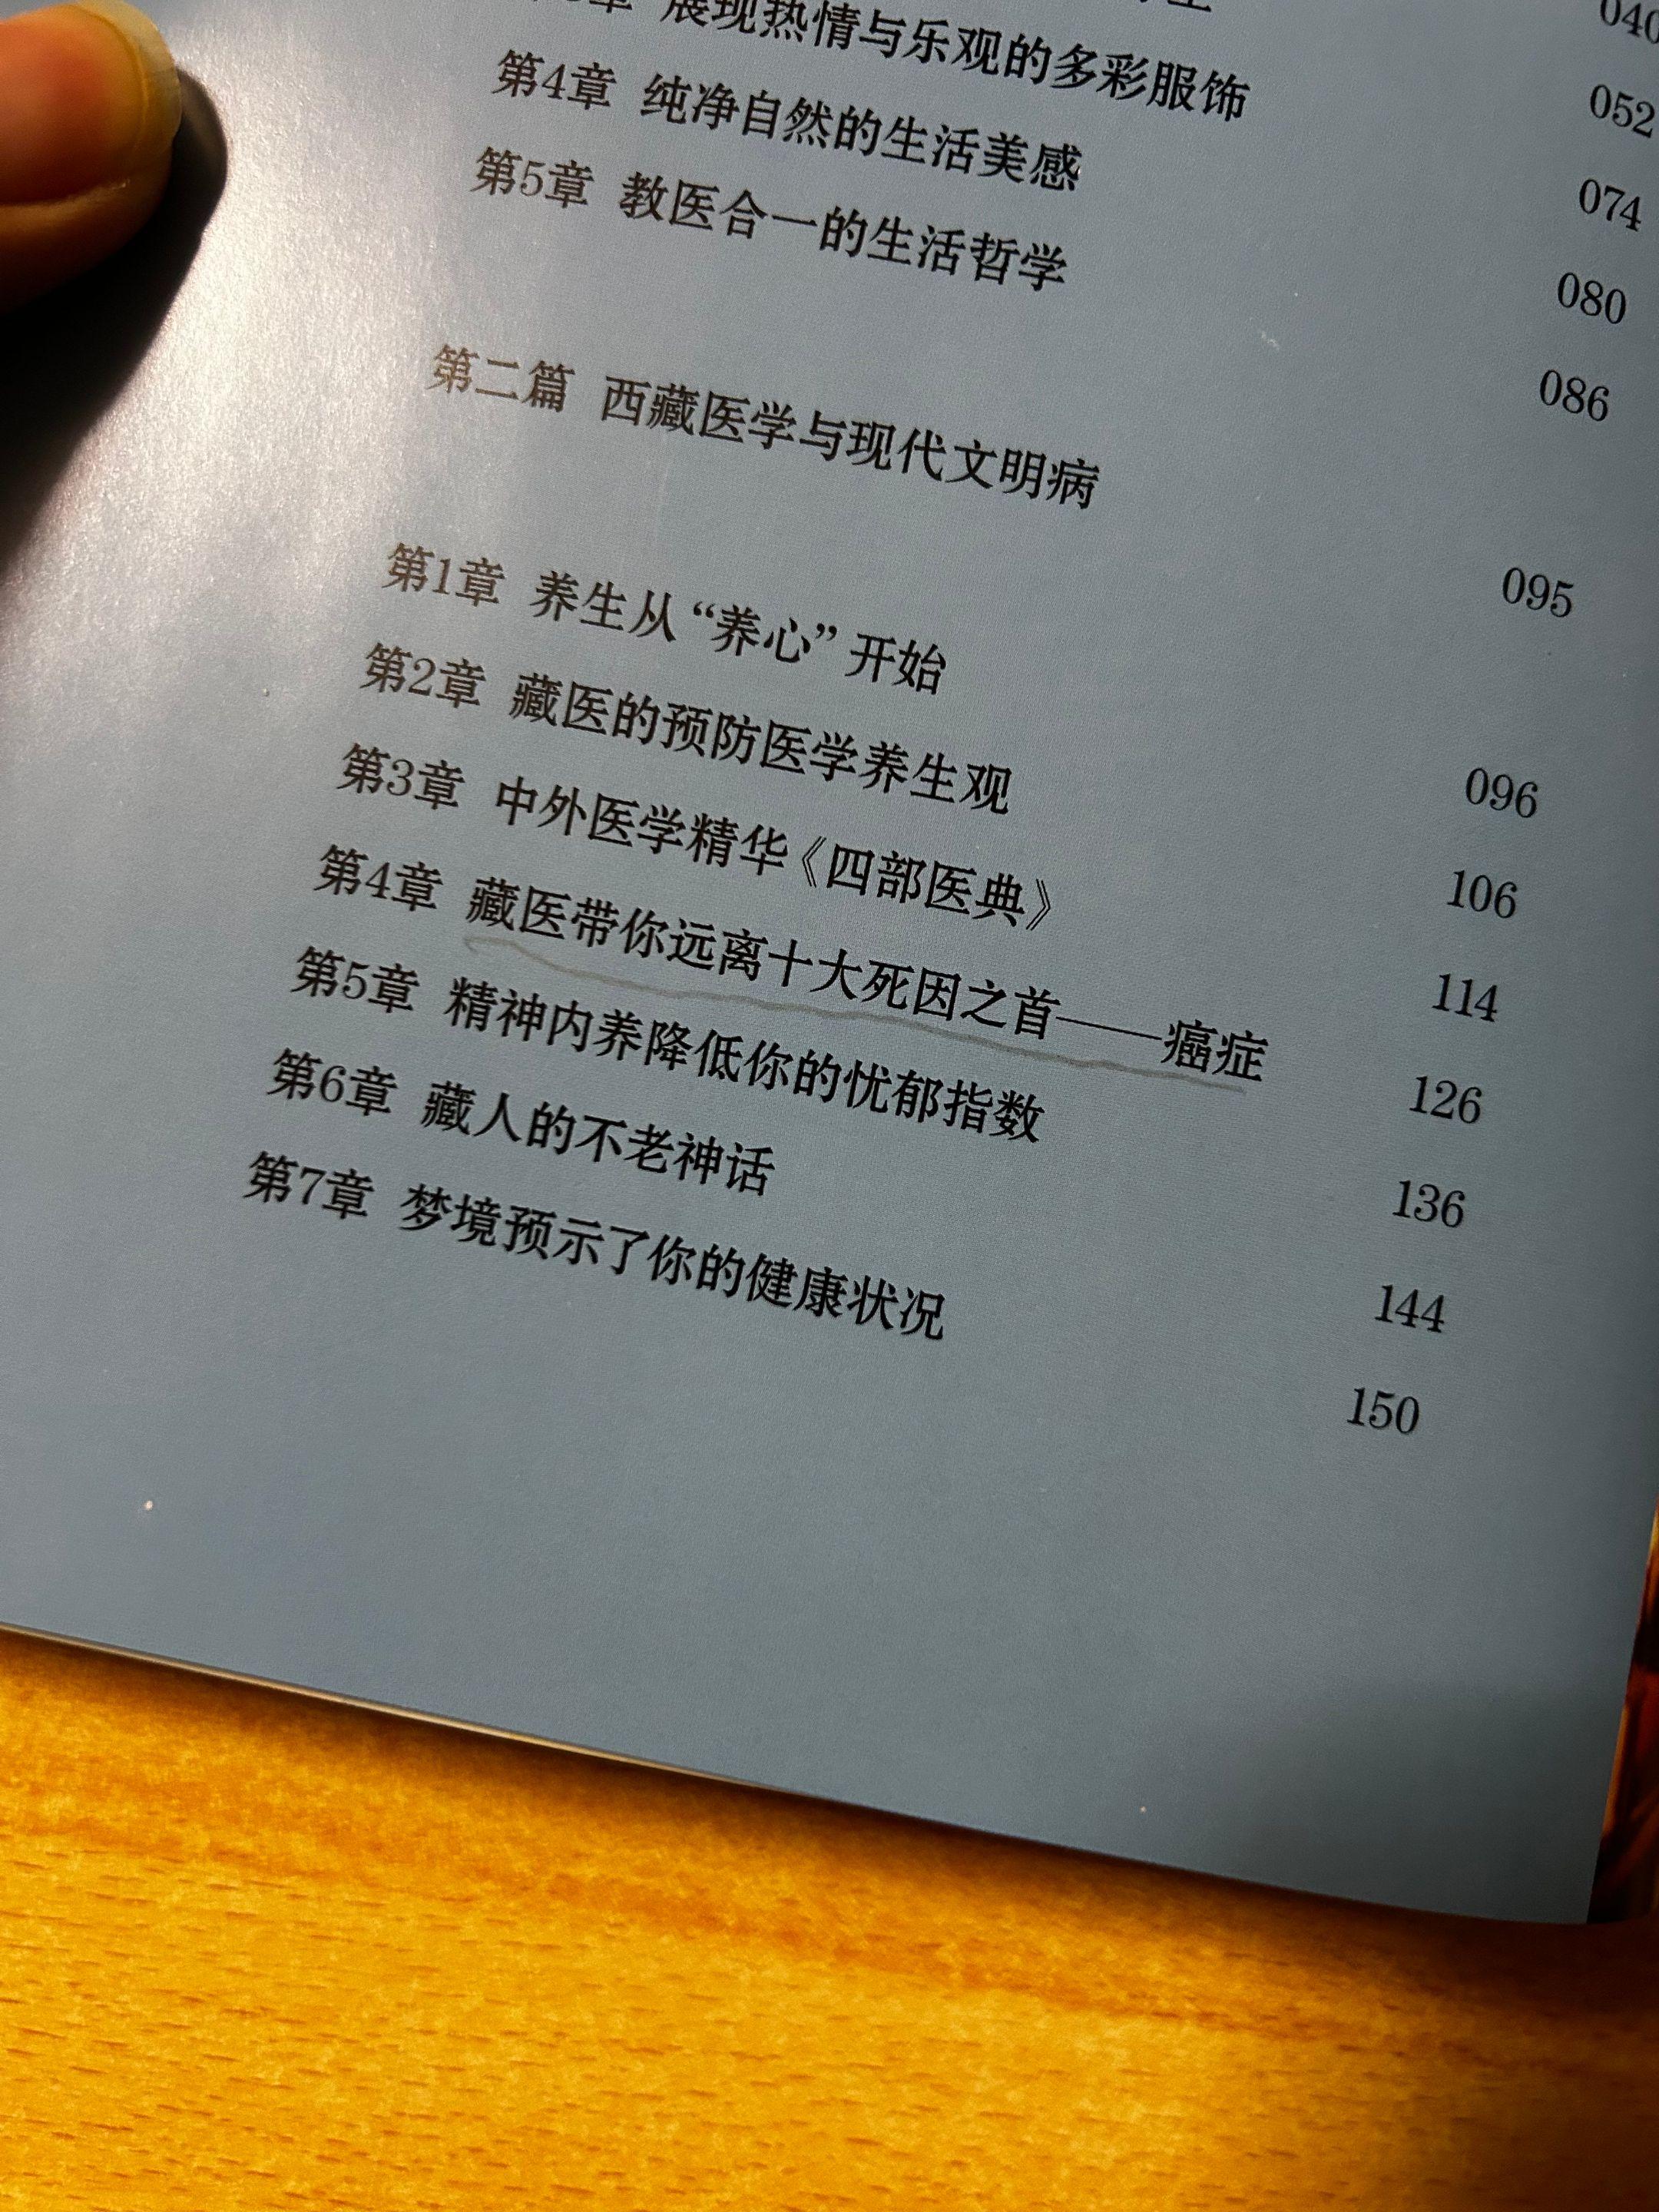 040
052
展现热情与乐观的多彩服饰 074
第4章 纯净自然的生活美感 080
第5章 教医合一的生活哲学 086
第二篇 西藏医学与现代文明病 095
第1章 养生从“养心”开始 096
第2章 藏医的预防医学养生观 106
第3章 中外医学精华《四部医典》 114
第4章 藏医带你远离十大死因之首——癌症 126
第5章 精神内养降低你的忧郁指数 136
第6章 藏人的不老神话 144
第7章 梦境预示了你的健康状况 150